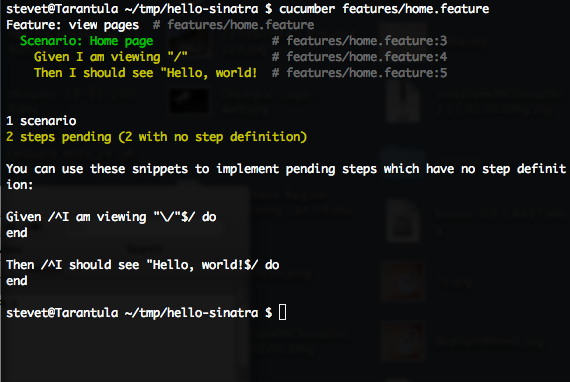 stevet@Tarantula ~/tmp/hello-sinatra $ cucumber features/home.feature
Feature: view pages  # features/home.feature
  Scenario: Home page                # features/home.feature:3
    Given I am viewing "/"           # features/home.feature:4
    Then I should see "Hello, world!  # features/home.feature:5
1 scenario
2 steps pending (2 with no step definition)
You can use these snippets to implement pending steps which have no step definit
ion:
Given /^I am viewing "\/"$/ do
end
Then /^I should see "Hello, world!$/ do
end
stevet@Tarantula ~/tmp/hello-sinatra $